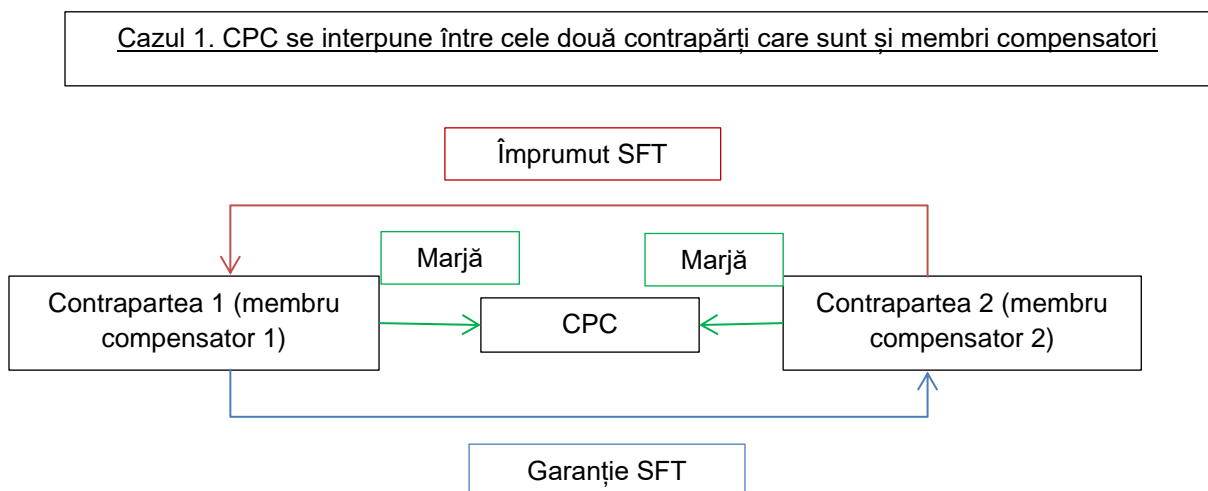 Cazul 1. CPC se interpune între cele două contrapărți care sunt și membri compensatori
Împrumut SFT
Marjă
Marjă
Contrapartea 1 (membru
compensator 1)
CPC
Contrapartea 2 (membru
compensator 2)
Garanție SFT